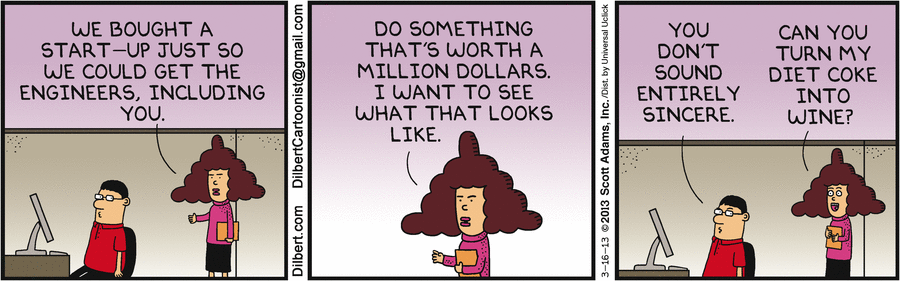 WE BOUGHT A
START-UP JUST SO
WE COULD GET THE
ENGINEERS, INCLUDING
YOU.
DilbertCartoonist@gmail.com
Dilbert.com
DO SOMETHING
THAT'S WORTH A
MILLION DOLLARS.
I WANT TO SEE
WHAT THAT LOOKS
LIKE.
3-16-13 © 2013 Scott Adams, Inc. /Dist. by Universal Uclick
YOU
DON'T
SOUND
ENTIRELY
SINCERE.
CAN YOU
TURN MY
DIET COKE
INTO
WINE?